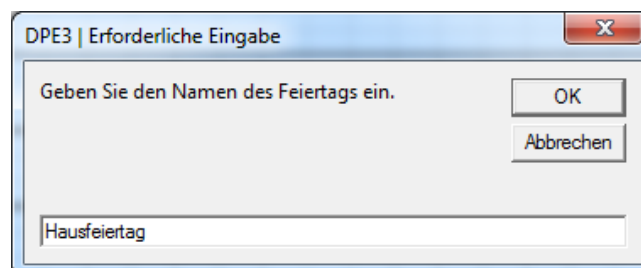 DPE3 | Erforderliche Eingabe
Geben Sie den Namen des Feiertags ein.
OK
Abbrechen
Hausfeiertag